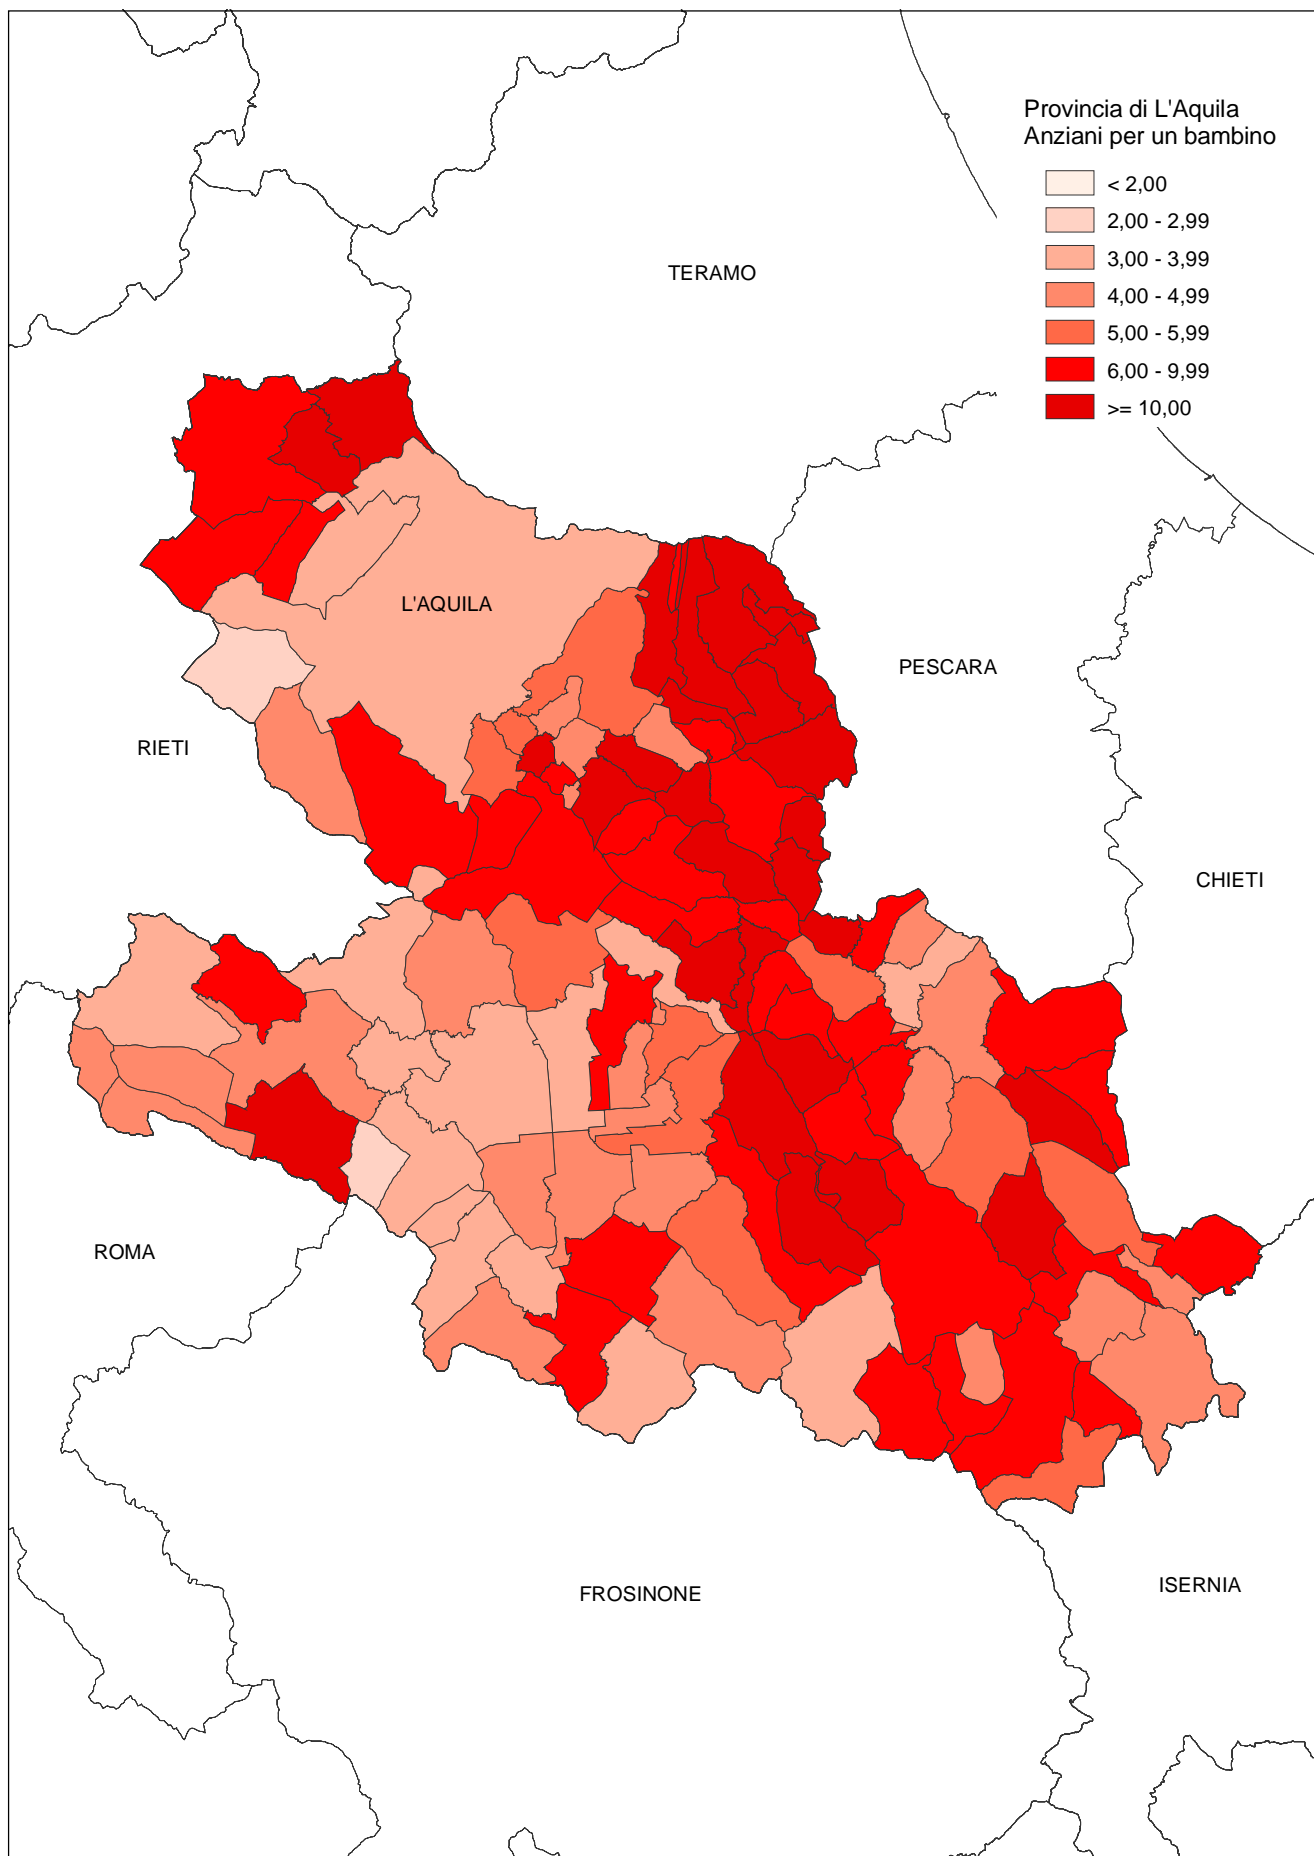 Provincia di L'Aquila
Anziani per un bambino
< 2,00
2,00 - 2,99
3,00 - 3,99
4,00 - 4,99
5,00 - 5,99
6,00 - 9,99
>= 10,00
TERAMO
L'AQUILA
PESCARA
RIETI
CHIETI
ROMA
FROSINONE
ISERNIA